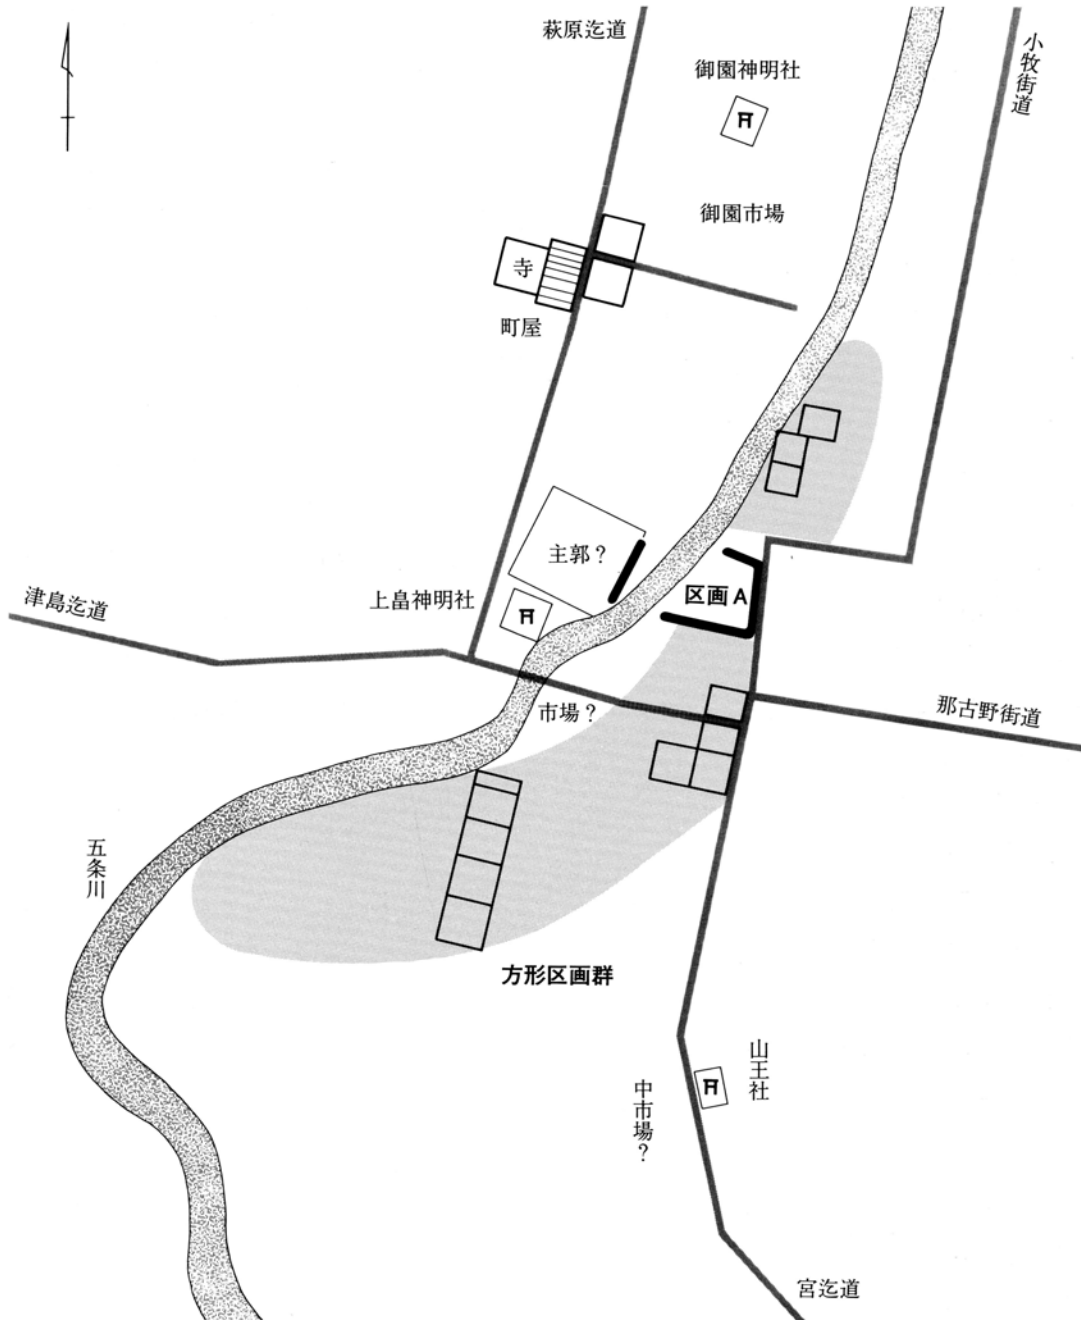 萩原迄道
小牧街道
御園神明社
御園市場
寺
町屋
主郭？
区画A
上畠神明社
津島迄道
市場？
那古野街道
五条川
方形区画群
山王社
中市場？
宮迄道